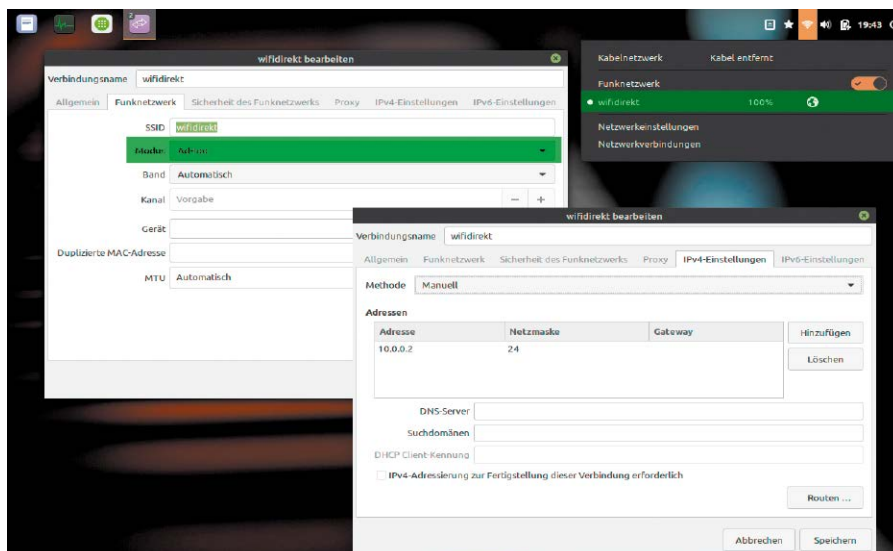 19:43
wifidirekt bearbeiten
Verbindungsname wifidirekt
Allgemein Funknetzwerk Sicherheit des Funknetzwerks Proxy IPv4-Einstellungen IPv6-Einstellungen
SSID wifidirekt
Modus Ad-hoc
Band Automatisch
Kanal Vorgabe
Gerät
Duplizierte MAC-Adresse
MTU Automatisch
Kabelnetzwerk Kabel entfernt
Funknetzwerk
wifidirekt 100%
Netzwerkeinstellungen
Netzwerkverbindungen
wifidirekt bearbeiten
Verbindungsname wifidirekt
Allgemein Funknetzwerk Sicherheit des Funknetzwerks Proxy IPv4-Einstellungen IPv6-Einstellungen
Methode Manuell
Adressen
Adresse Netzmaske Gateway
10.0.0.2 24
Hinzufügen
Löschen
DNS-Server
Suchdomänen
DHCP Client-Kennung
IPv4-Adressierung zur Fertigstellung dieser Verbindung erforderlich
Routen ...
Abbrechen Speichern